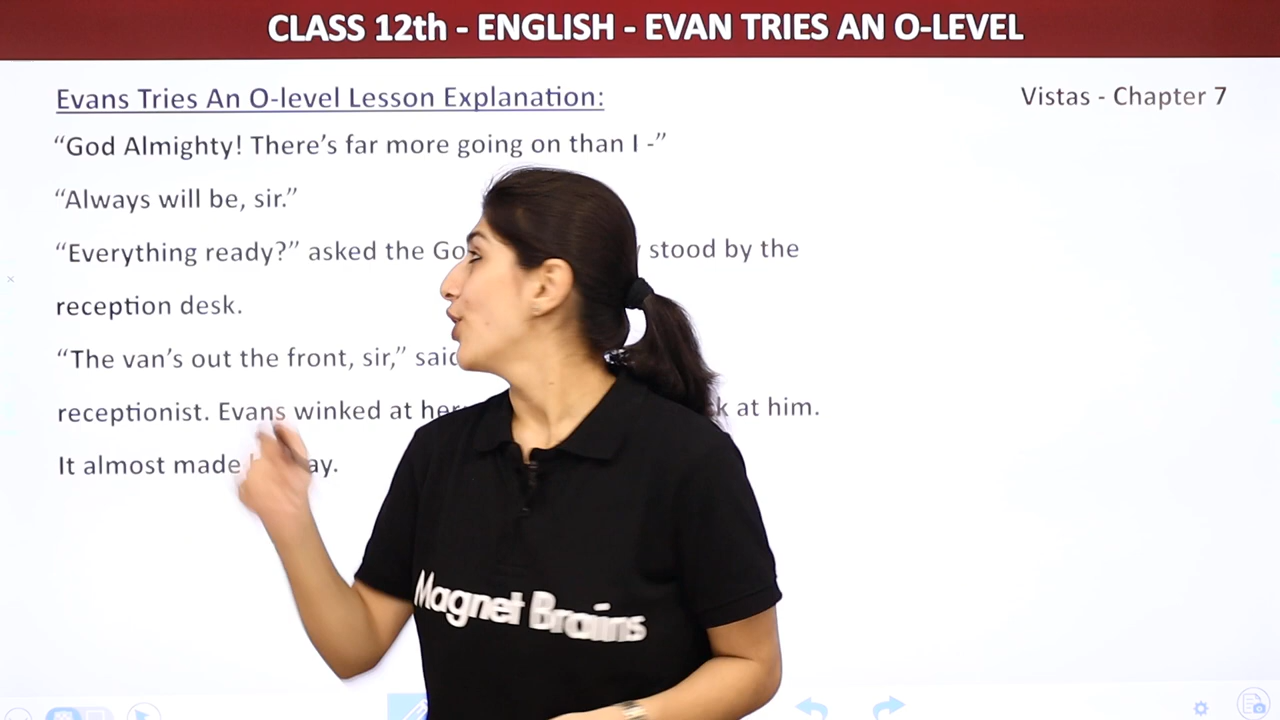 CLASS 12th - ENGLISH - EVAN TRIES AN O-LEVEL
Evans Tries An O-level Lesson Explanation:
Vistas - Chapter 7
“God Almighty! There’s far more going on than I -”
“Always will be, sir.”
“Everything ready?” asked the stood by the
reception desk.
“The van’s out the front, sir,” said
receptionist. Evans winked at her at him.
It almost made
Magnet Brains